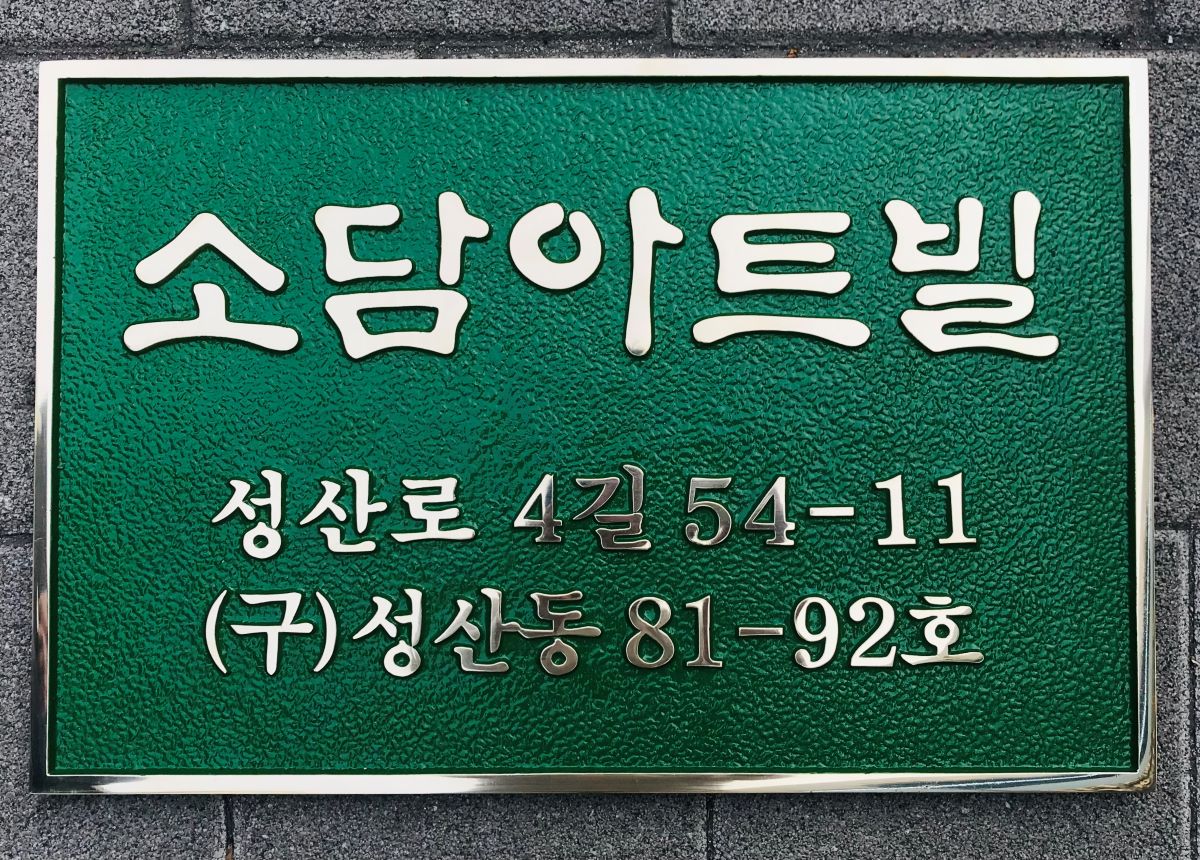 소담아트빌
성산로 4길 54-11
(구)성산동 81-92호